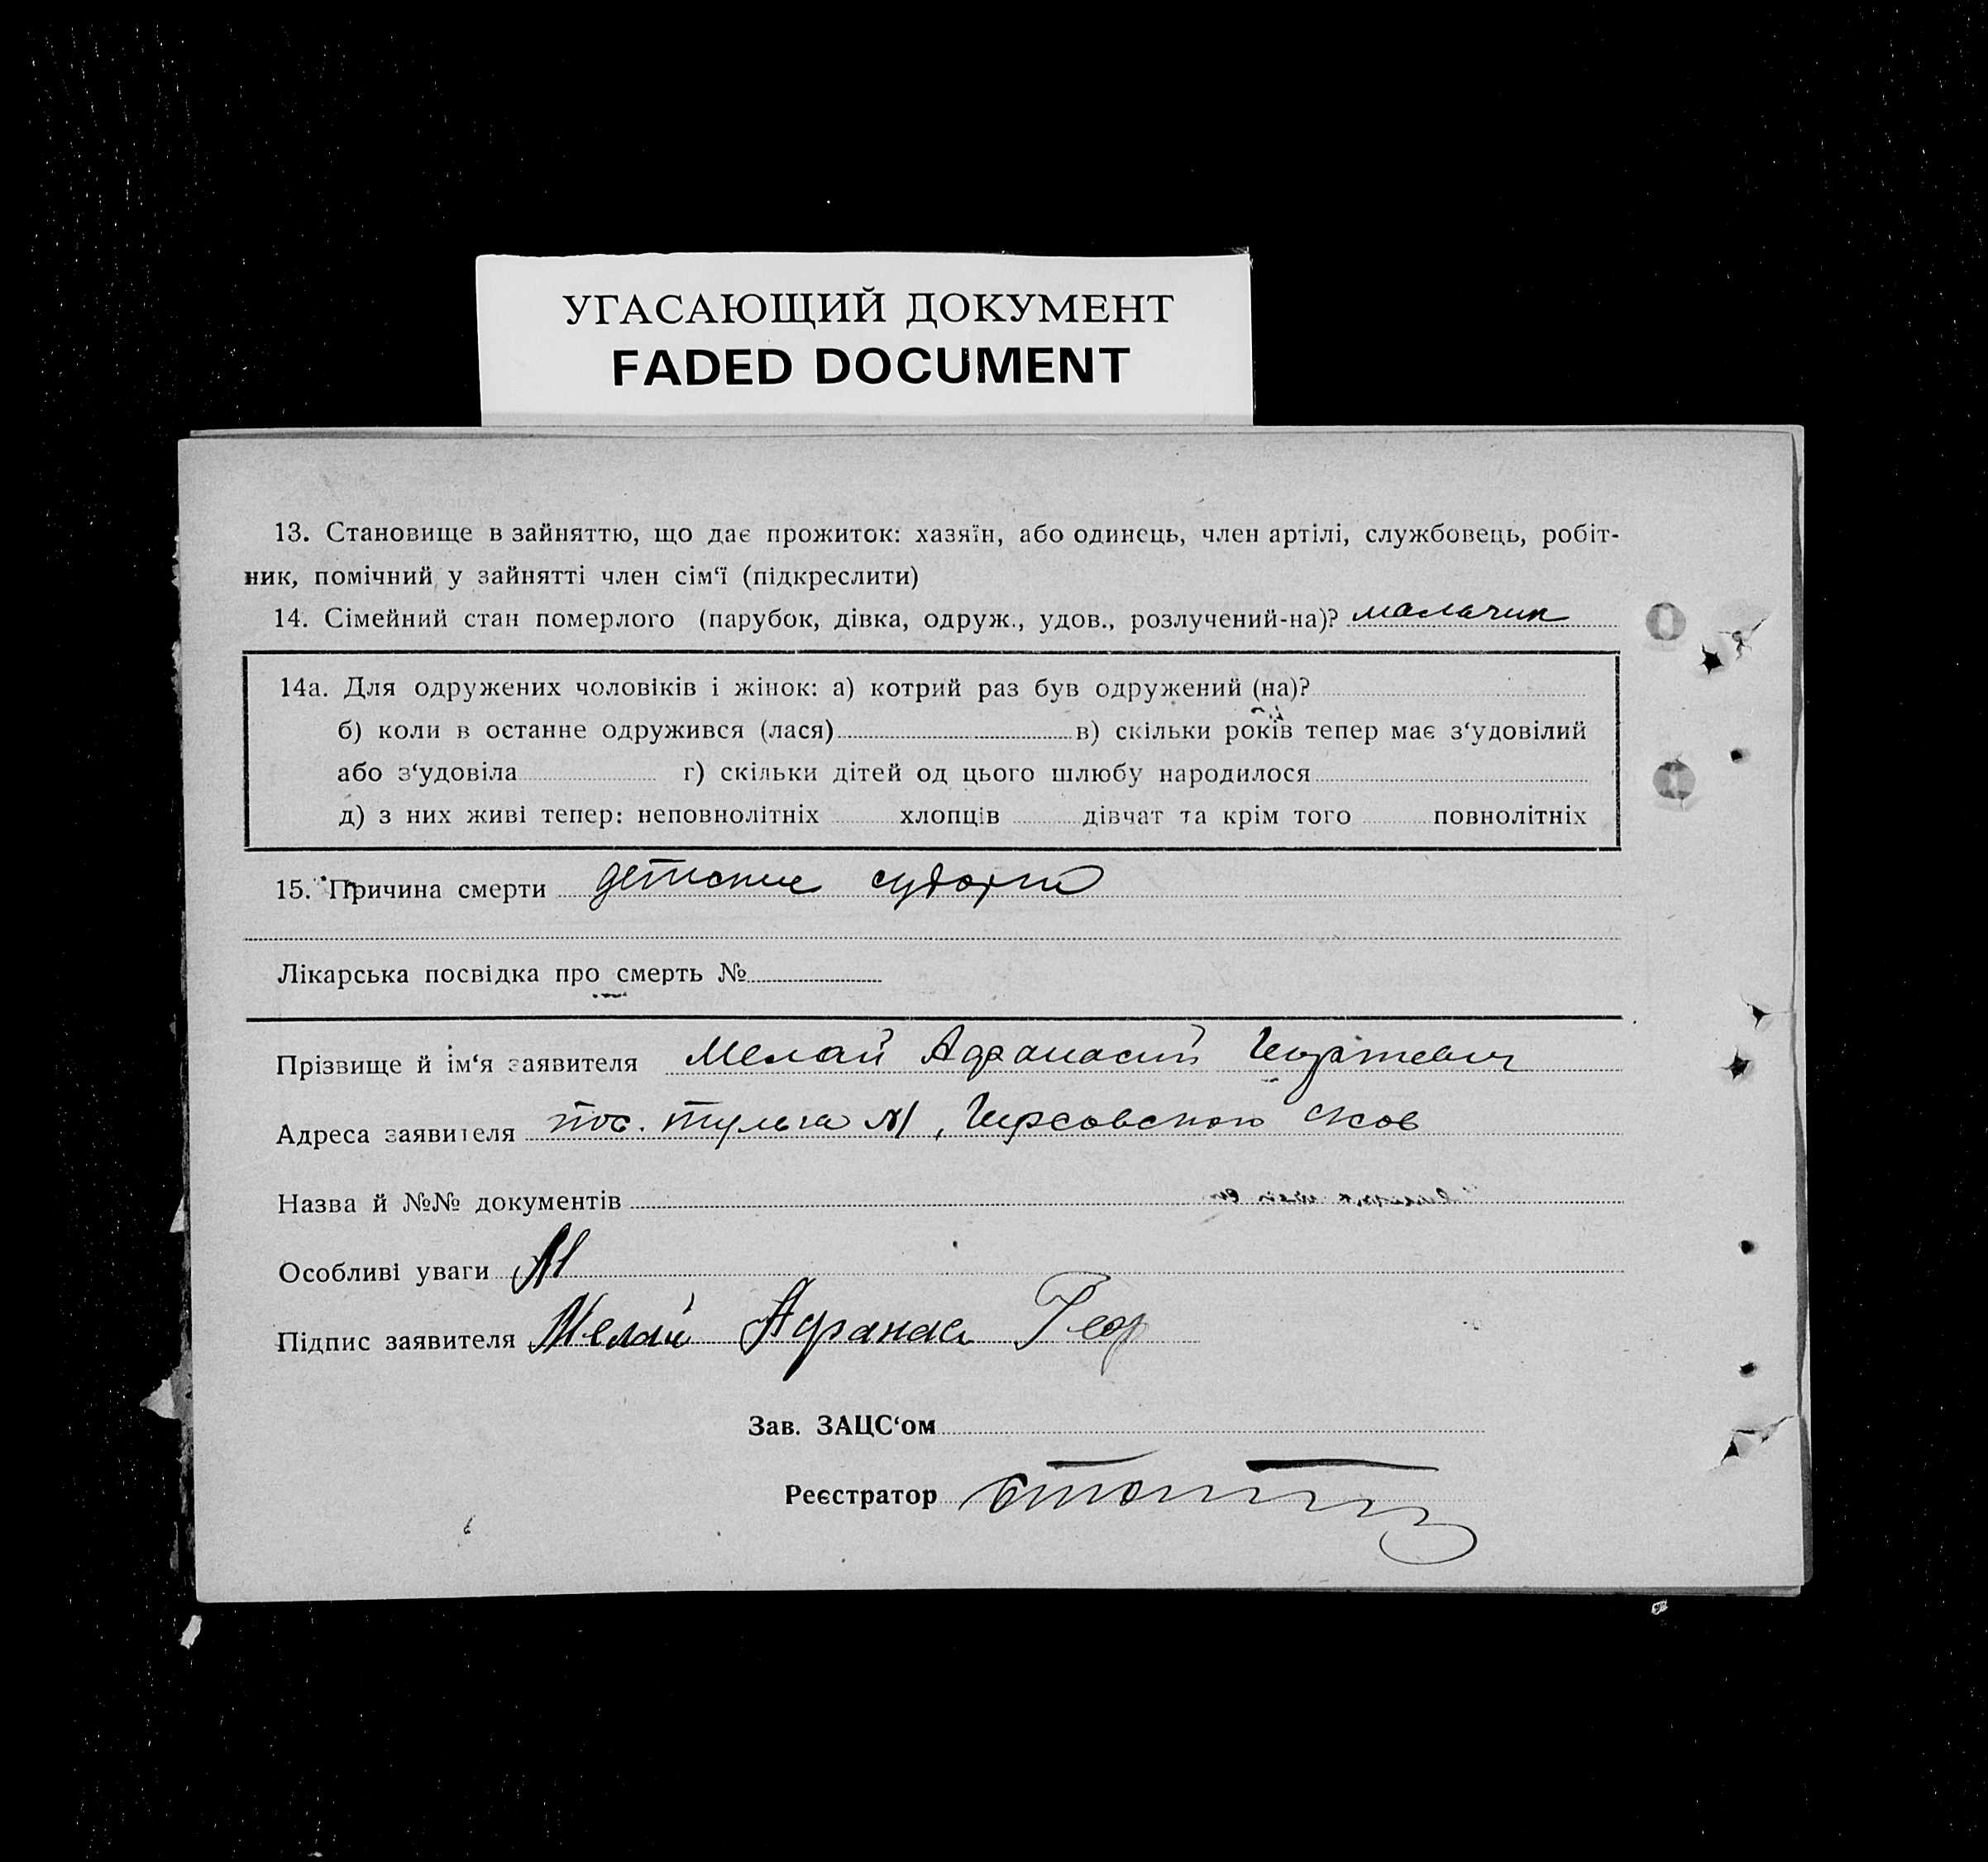 УГАСАЮЩИЙ ДОКУМЕНТ
FADED DOCUMENT
13. Становище в зайняттю, що дає прожиток: хазяїн, або одинець, член артілі, службовець, робіт-
ник, помічний у зайнятті член сім‘ї (підкреслити)
14. Сімейний стан померлого (парубок, дівка, одруж., удов., розлучений-на)? мальчик
14а. Для одружених чоловіків і жінок: а) котрий раз був одружений (на)?
б) коли в останне одружився (лася) в) скільки років тепер має з‘удовілий
або з‘удовіла г) скільки дітей од цього шлюбу народилося
д) з них живі тепер: неповнолітніх хлопців дівчат та крім того повнолітніх
15. Причина смерти детские
Лікарська посвідка про смерть №
Прізвище й ім‘я заявителя Мелай Афанасий
Адреса заявителя пос.
Назва й №№ документів
Особливі уваги
Підпис заявителя Мелай Афанас Геор
Зав. ЗАЦС‘ом
Реєстратор